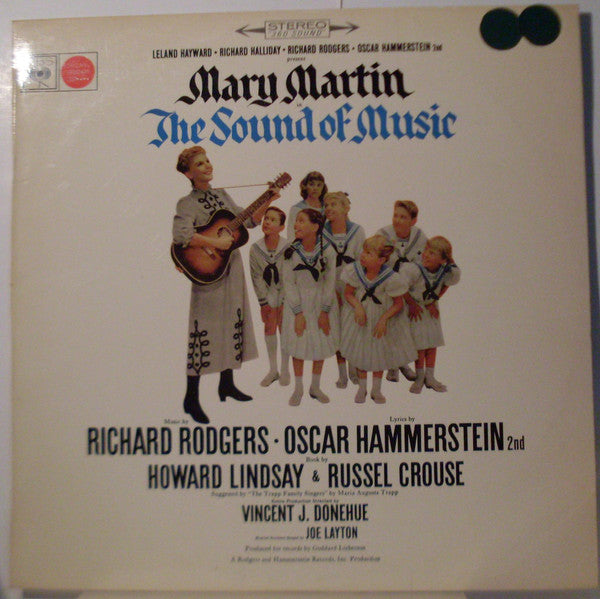 STEREO
360 SOUND
LELAND HAYWARD • RICHARD HALLIDAY • RICHARD RODGERS • OSCAR HAMMERSTEIN 2nd
present
Mary Martin
in
The Sound of Music
Music by
Lyrics by
RICHARD RODGERS • OSCAR HAMMERSTEIN 2nd
Book by
HOWARD LINDSAY & RUSSEL CROUSE
Suggested by "The Trapp Family Singers" by Maria Augusta Trapp
Entire Production Directed by
VINCENT J. DONEHUE
JOE LAYTON
Produced for records by Goddard Lieberson
A Rodgers and Hammerstein Records, Inc. Production